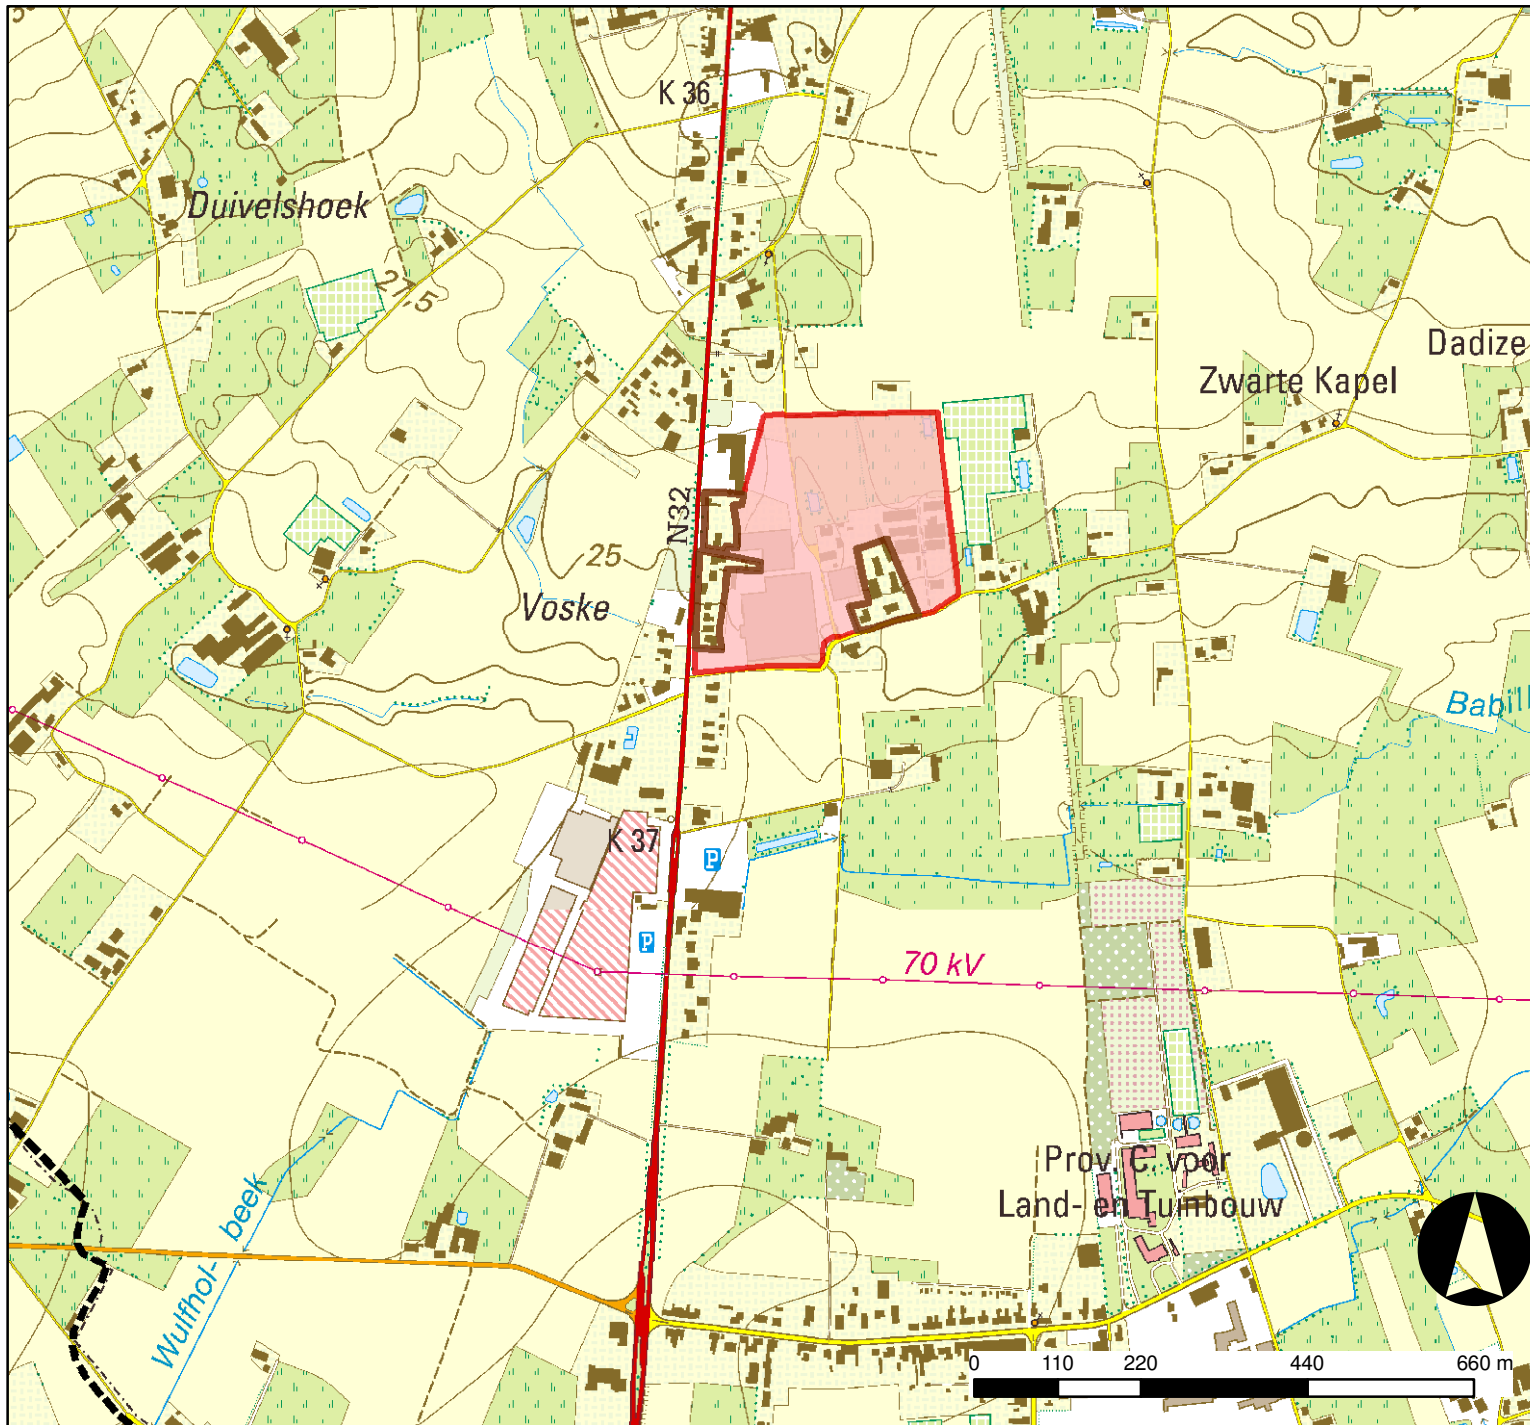 K 36
Duivelshoek
27,5
Dadize
Zwarte Kapel
N32
25
Voske
Babill
K 37
P
P
70 kV
Prov. C. voor
Land- en Tuinbouw
Wulfhol- beek
0 110 220 440 660 m